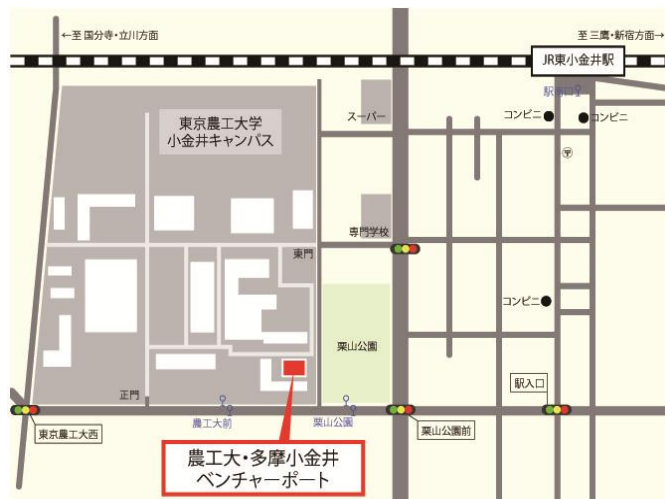 ←至 国分寺・立川方面
至 三鷹・新宿方面→
JR東小金井駅
駅南口
コンビニ
コンビニ
スーパー
東京農工大学
小金井キャンパス
〒
専門学校
東門
コンビニ
栗山公園
正門
駅入口
農工大前
栗山公園
東京農工大西
栗山公園前
農工大・多摩小金井
ベンチャーポート